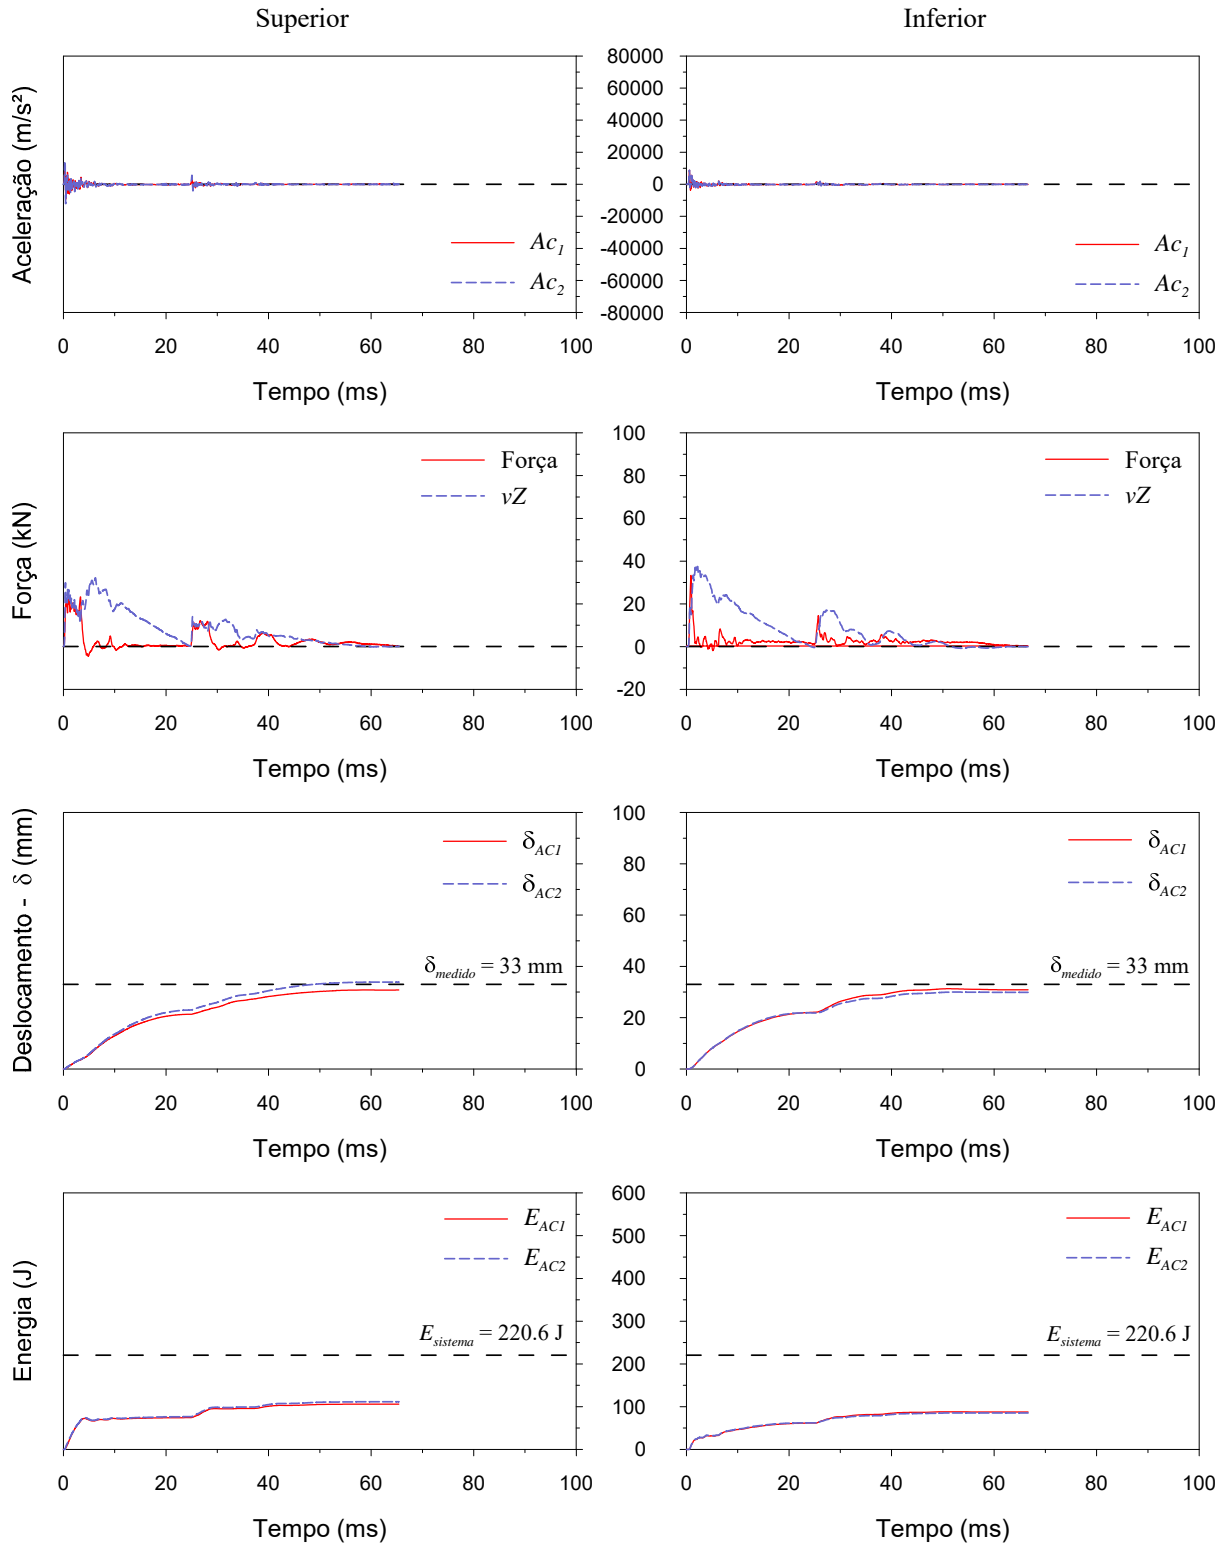 Superior
Inferior
Aceleração (m/s²)
80000
60000
40000
20000
0
-20000
-40000
-60000
-80000
Ac1
Ac2
Ac1
Ac2
0 20 40 60 80 100
0 20 40 60 80 100
Tempo (ms)
Tempo (ms)
Força (kN)
100
80
60
40
20
0
-20
Força
vZ
Força
vZ
0 20 40 60 80 100
0 20 40 60 80 100
Tempo (ms)
Tempo (ms)
Deslocamento - δ (mm)
100
80
60
40
20
0
δAC1
δAC2
δmedido = 33 mm
δAC1
δAC2
δmedido = 33 mm
0 20 40 60 80 100
0 20 40 60 80 100
Tempo (ms)
Tempo (ms)
Energia (J)
600
500
400
300
200
100
0
EAC1
EAC2
Esistema = 220.6 J
EAC1
EAC2
Esistema = 220.6 J
0 20 40 60 80 100
0 20 40 60 80 100
Tempo (ms)
Tempo (ms)